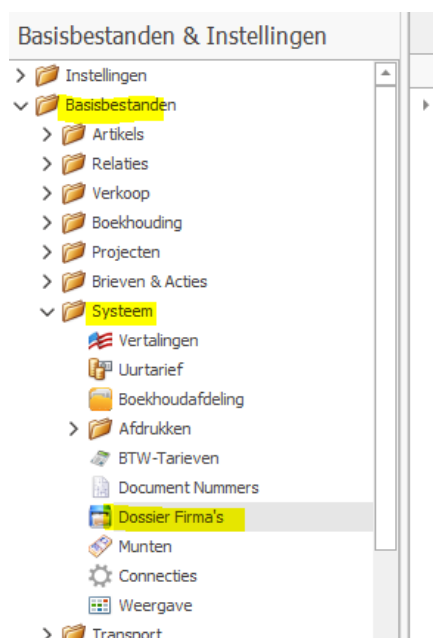 Basisbestanden & Instellingen
Instellingen
Basisbestanden
Artikels
Relaties
Verkoop
Boekhouding
Projecten
Brieven & Acties
Systeem
Vertalingen
Uurtarief
Boekhoudafdeling
Afdrukken
BTW-Tarieven
Document Nummers
Dossier Firma's
Munten
Connecties
Weergave
Transport